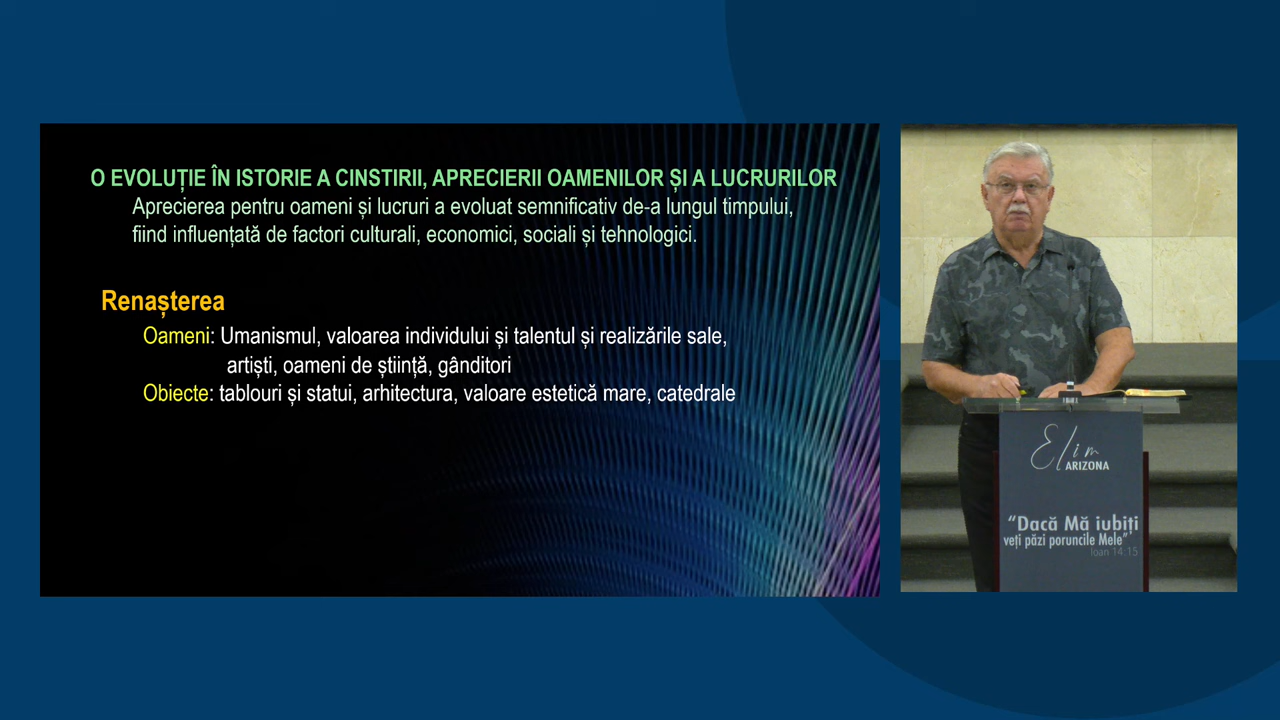 O EVOLUȚIE ÎN ISTORIE A CINSTIRII, APRECIERII OAMENILOR ȘI A LUCRURILOR
Aprecierea pentru oameni și lucruri a evoluat semnificativ de-a lungul timpului,
fiind influențată de factori culturali, economici, sociali și tehnologici.
Renașterea
Oameni: Umanismul, valoarea individului și talentul și realizările sale,
artiști, oameni de știință, gânditori
Obiecte: tablouri și statui, arhitectura, valoare estetică mare, catedrale
Elim
ARIZONA
“Dacă Mă iubiți
veți păzi poruncile Mele”
Ioan 14:15